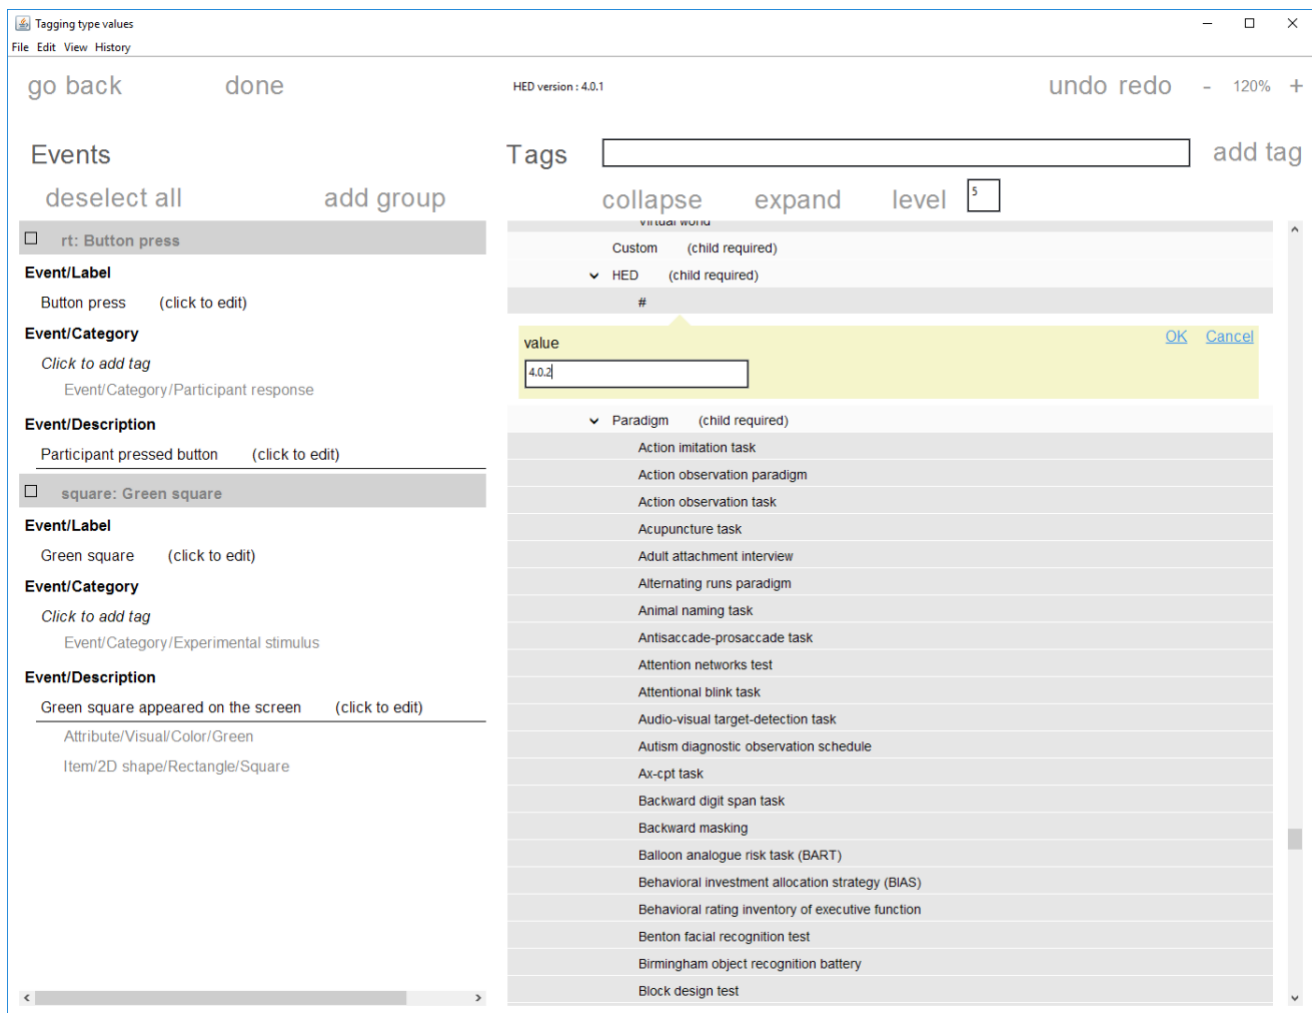 Tagging type values
File Edit View History
go back done HED version : 4.0.1 undo redo - 120% +
Events
deselect all add group
rt: Button press
Event/Label
Button press (click to edit)
Event/Category
Click to add tag
Event/Category/Participant response
Event/Description
Participant pressed button (click to edit)
square: Green square
Event/Label
Green square (click to edit)
Event/Category
Click to add tag
Event/Category/Experimental stimulus
Event/Description
Green square appeared on the screen (click to edit)
Attribute/Visual/Color/Green
Item/2D shape/Rectangle/Square
Tags add tag
collapse expand level 5
Virtual world
Custom (child required)
HED (child required)
#
value OK Cancel
4.0.2
Paradigm (child required)
Action imitation task
Action observation paradigm
Action observation task
Acupuncture task
Adult attachment interview
Alternating runs paradigm
Animal naming task
Antisaccade-prosaccade task
Attention networks test
Attentional blink task
Audio-visual target-detection task
Autism diagnostic observation schedule
Ax-cpt task
Backward digit span task
Backward masking
Balloon analogue risk task (BART)
Behavioral investment allocation strategy (BIAS)
Behavioral rating inventory of executive function
Benton facial recognition test
Birmingham object recognition battery
Block design test